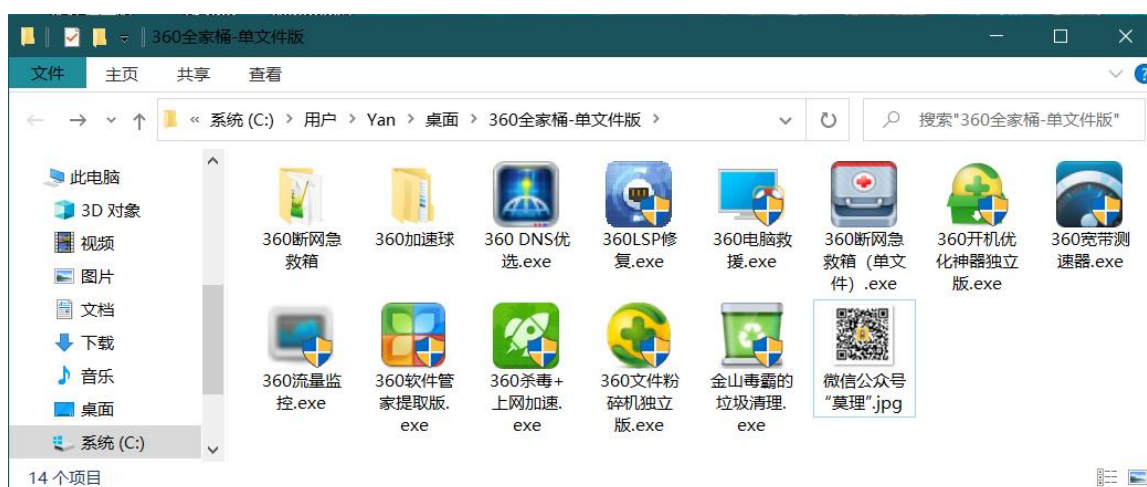 360全家桶-单文件版
文件 主页 共享 查看
« 系统 (C:) › 用户 › Yan › 桌面 › 360全家桶-单文件版 ›
搜索"360全家桶-单文件版"
此电脑
3D 对象
视频
图片
文档
下载
音乐
桌面
系统 (C:)
360断网急
救箱
360加速球
360 DNS优
选.exe
360LSP修
复.exe
360电脑救
援.exe
360断网急
救箱（单文
件）.exe
360开机优
化神器独立
版.exe
360宽带测
速器.exe
360流量监
控.exe
360软件管
家提取版.
exe
360杀毒+
上网加速.
exe
360文件粉
碎机独立
版.exe
金山毒霸的
垃圾清理.
exe
微信公众号
“莫理”.jpg
14 个项目